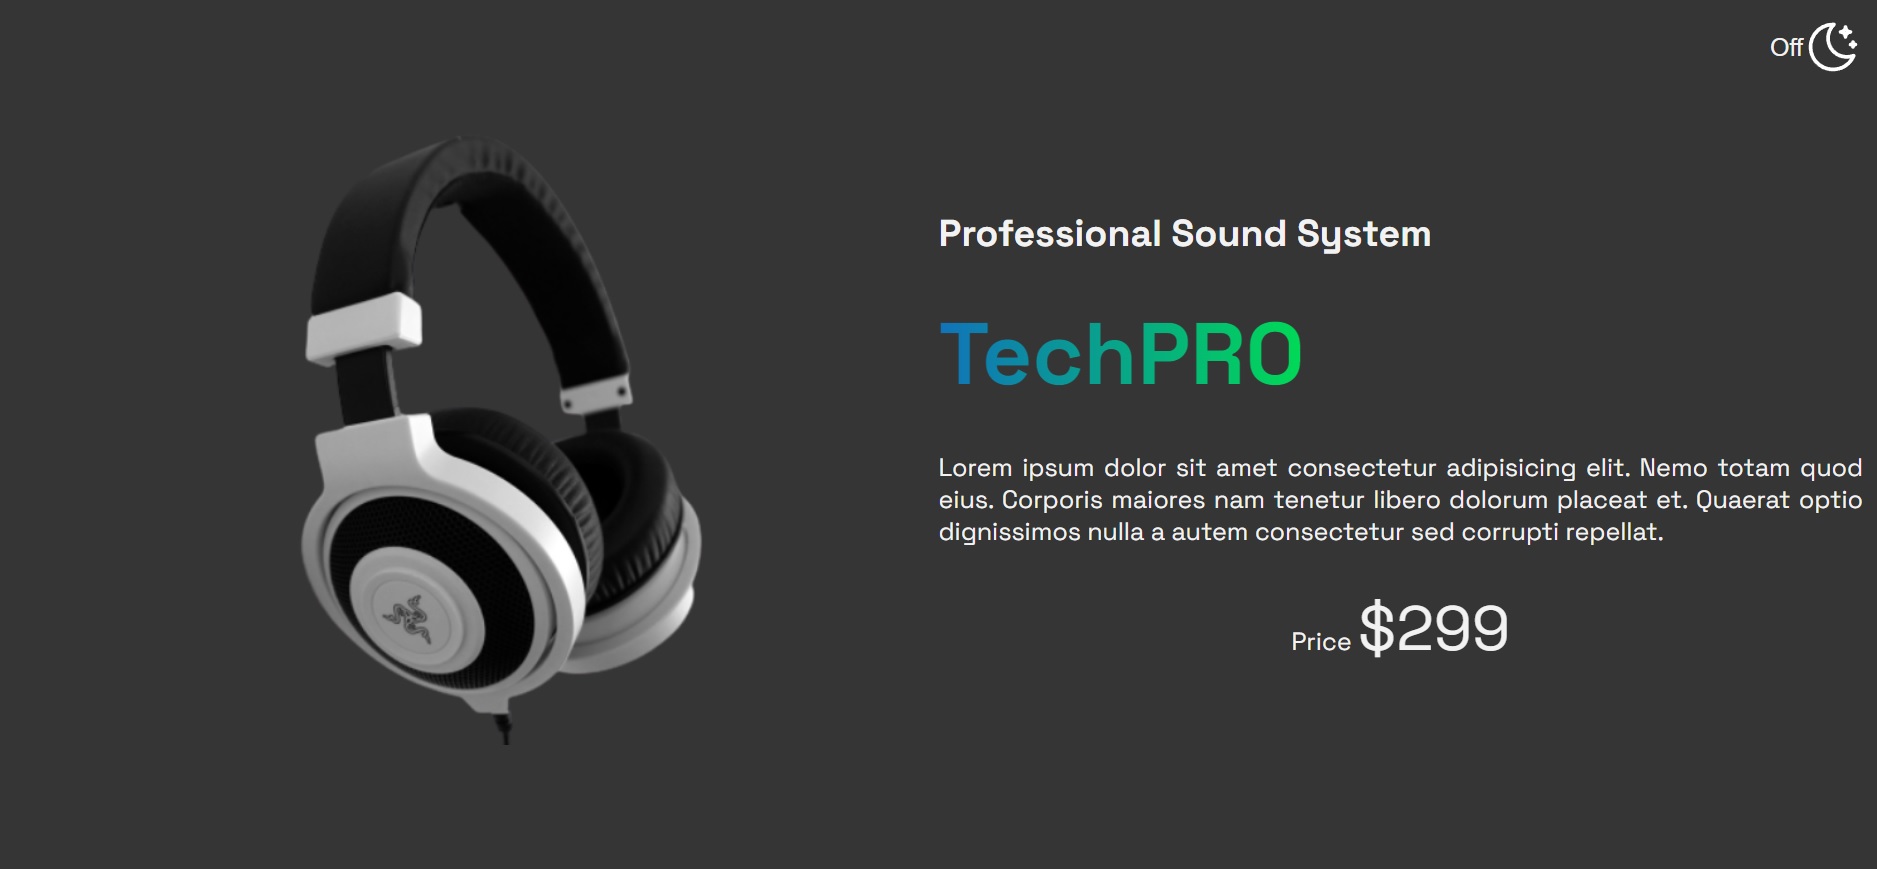 Off
Professional Sound System
TechPRO
Lorem ipsum dolor sit amet consectetur adipisicing elit. Nemo totam quod
eius. Corporis maiores nam tenetur libero dolorum placeat et. Quaerat optio
dignissimos nulla a autem consectetur sed corrupti repellat.
Price $299